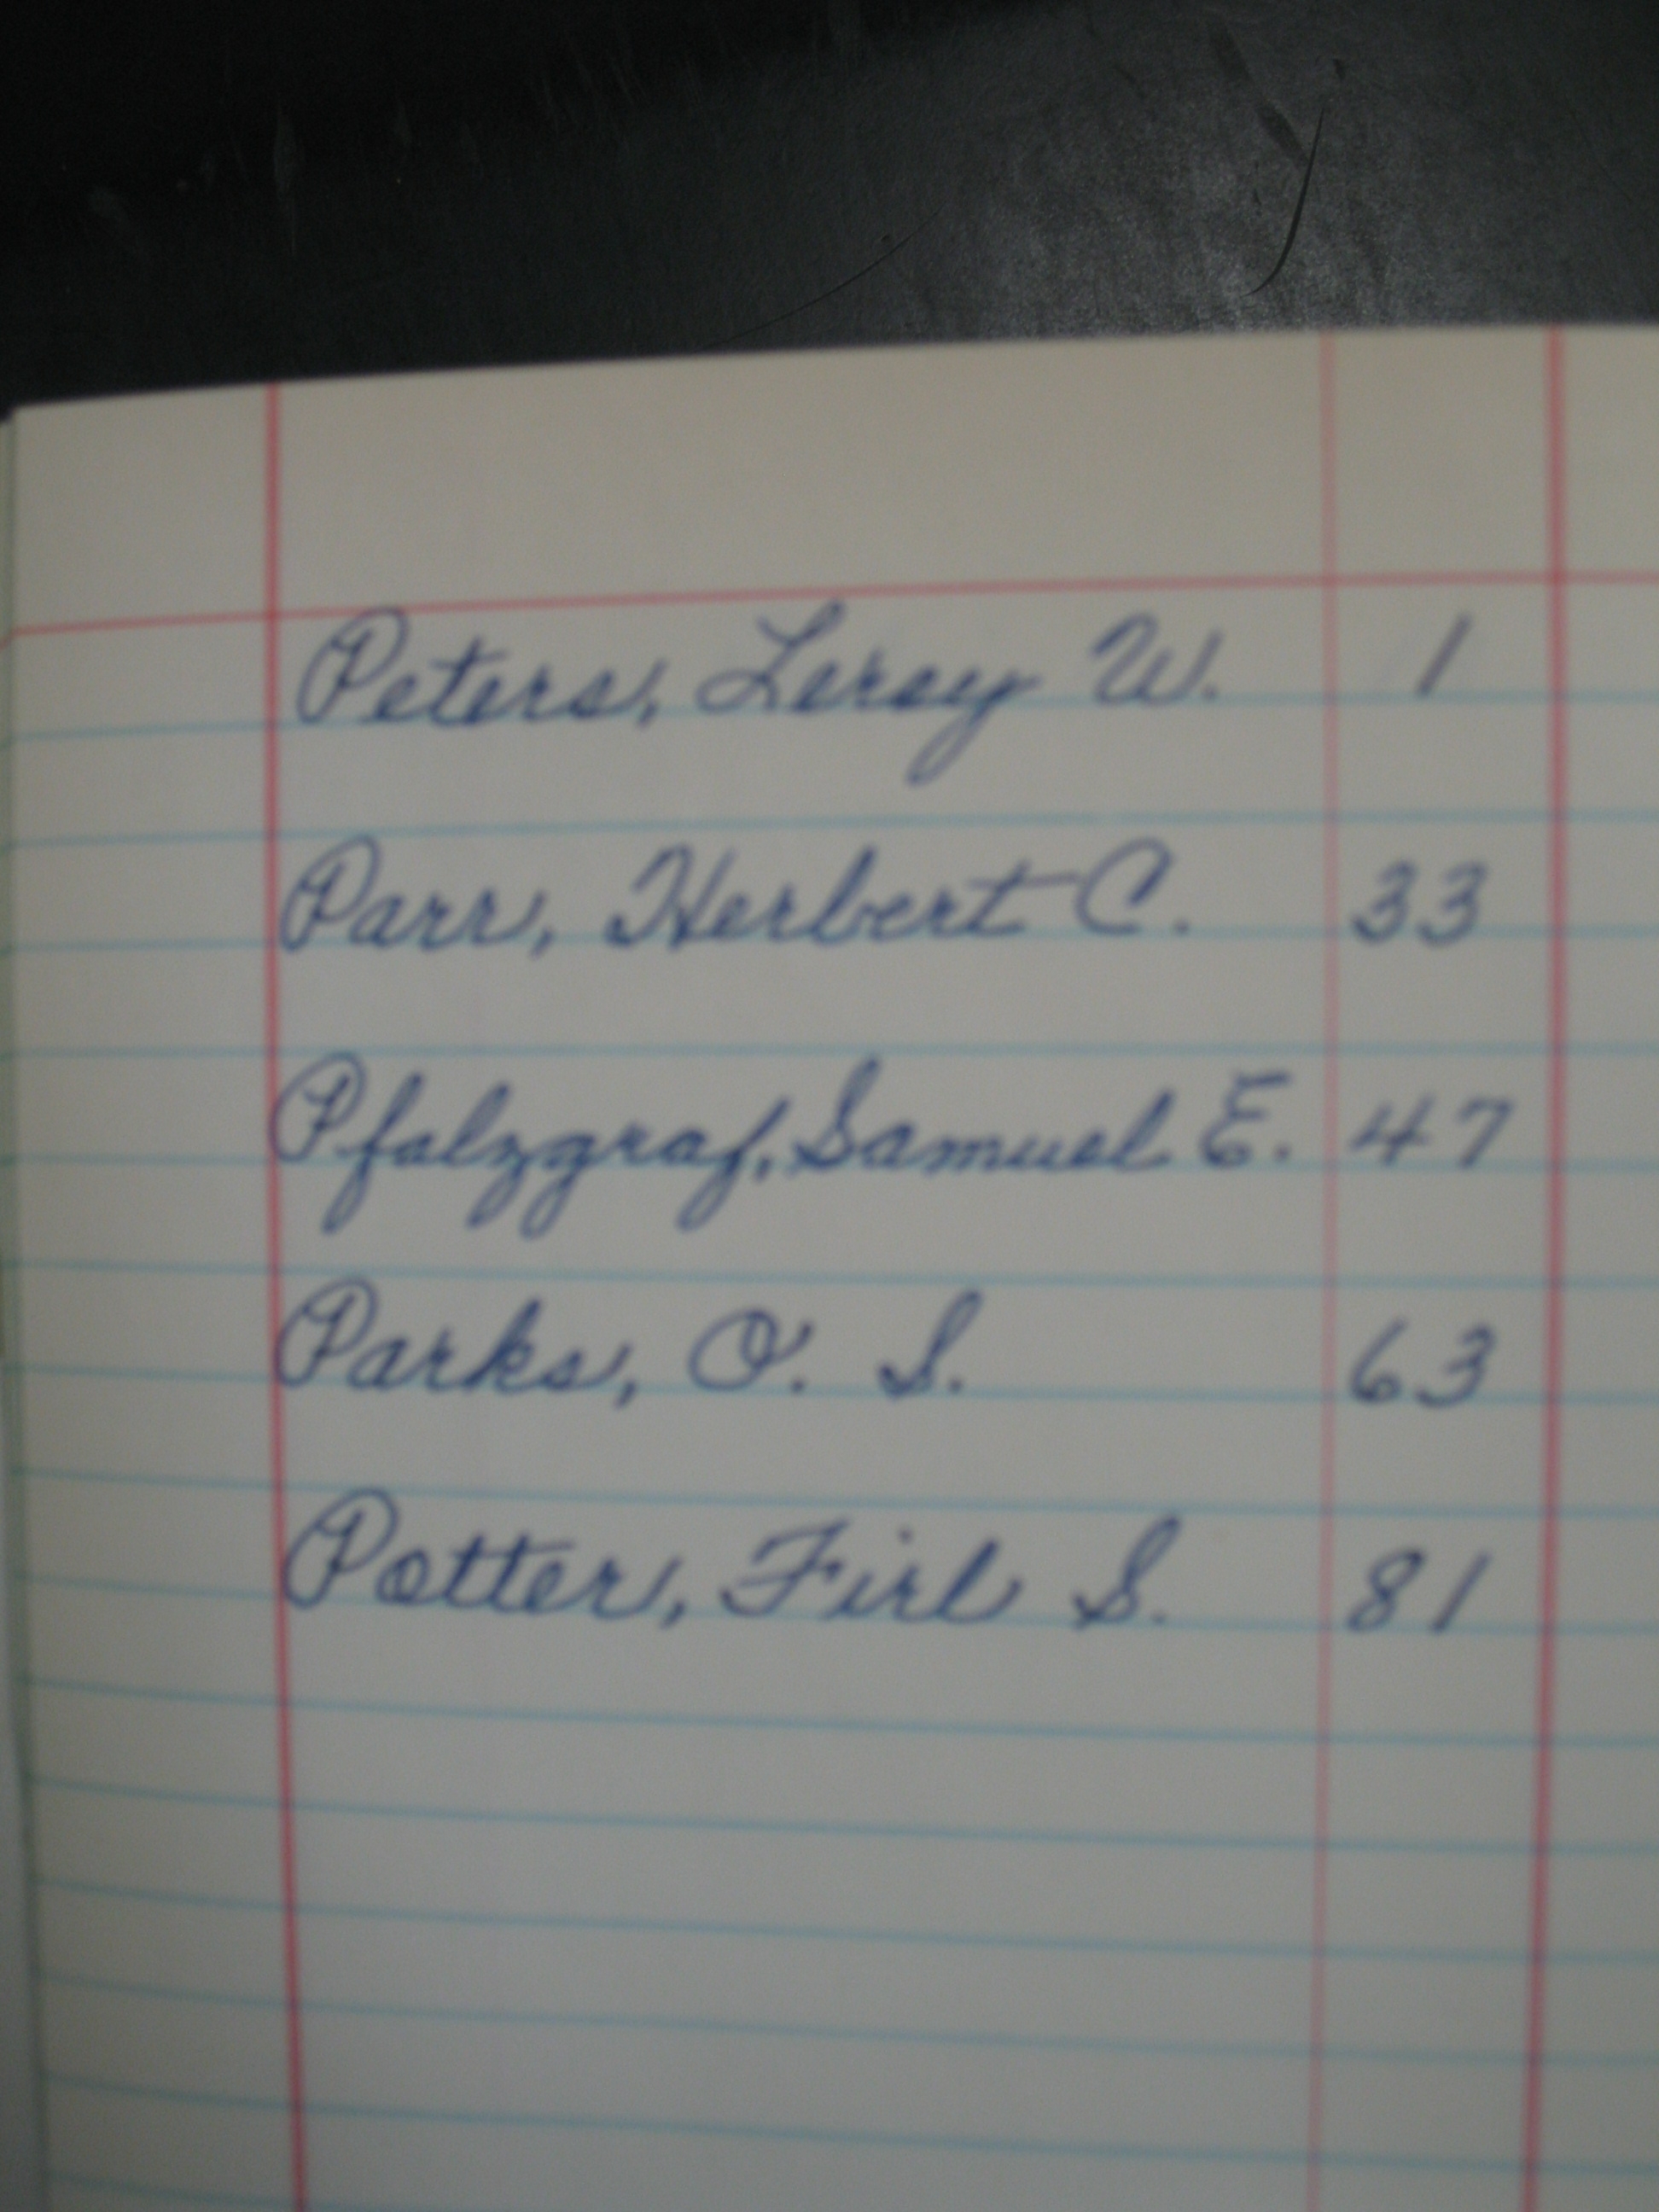 Peters, Leroy W. 1
Parr, Herbert C. 33
Pfalzgraf, Samuel E. 47
Parks, O. S. 63
Potter, Firl S. 81